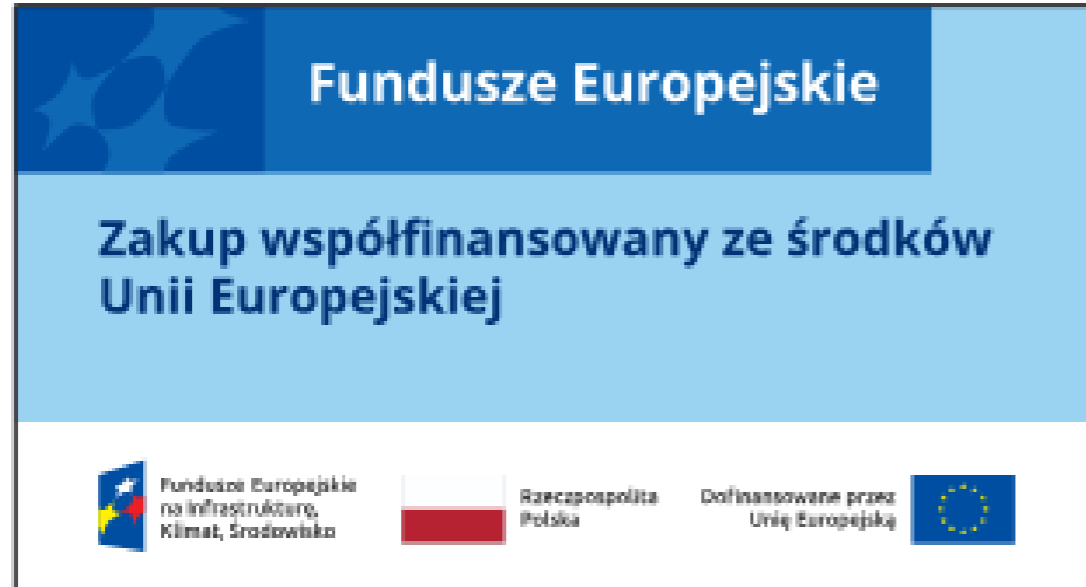 Fundusze Europejskie
Zakup współfinansowany ze środków
Unii Europejskiej
Fundusze Europejskie
na Infrastrukturę,
Klimat, Środowisko
Rzeczpospolita
Polska
Dofinansowane przez
Unię Europejską